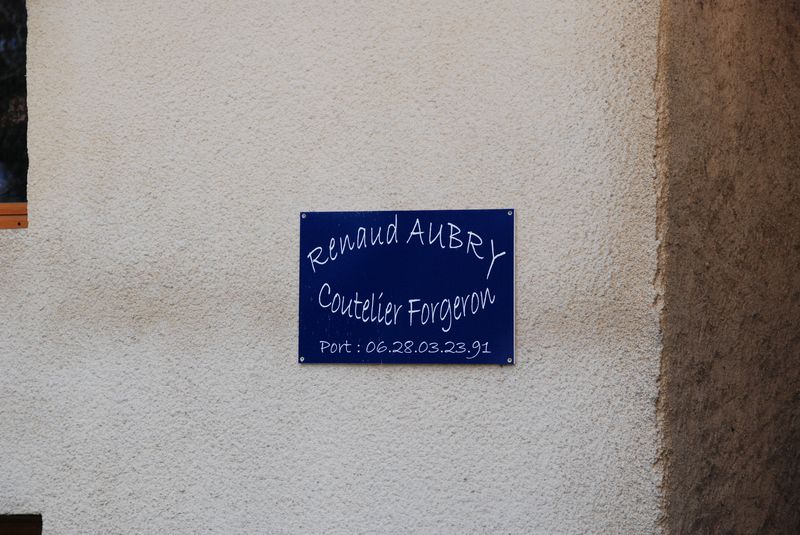 Renaud AUBRY
Coutelier Forgeron
Port : 06.28.03.23.91